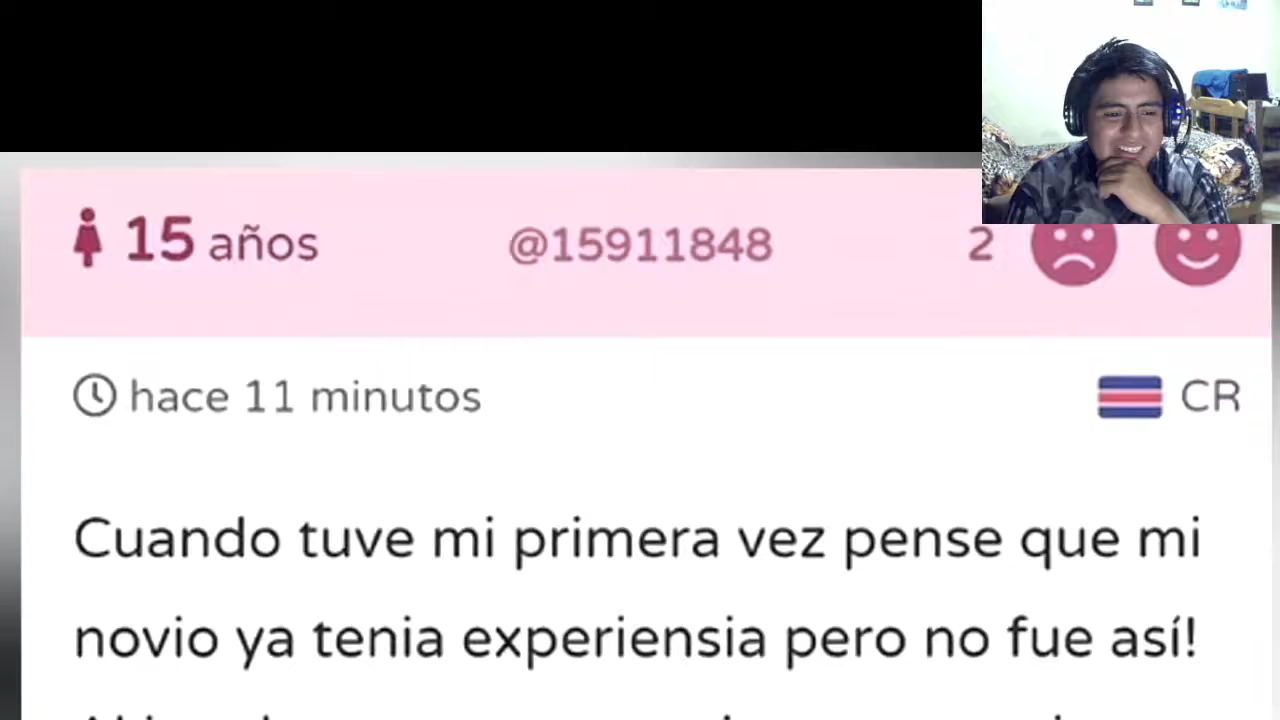 15 años @15911848 2
hace 11 minutos CR
Cuando tuve mi primera vez pense que mi
novio ya tenia experiensia pero no fue así!